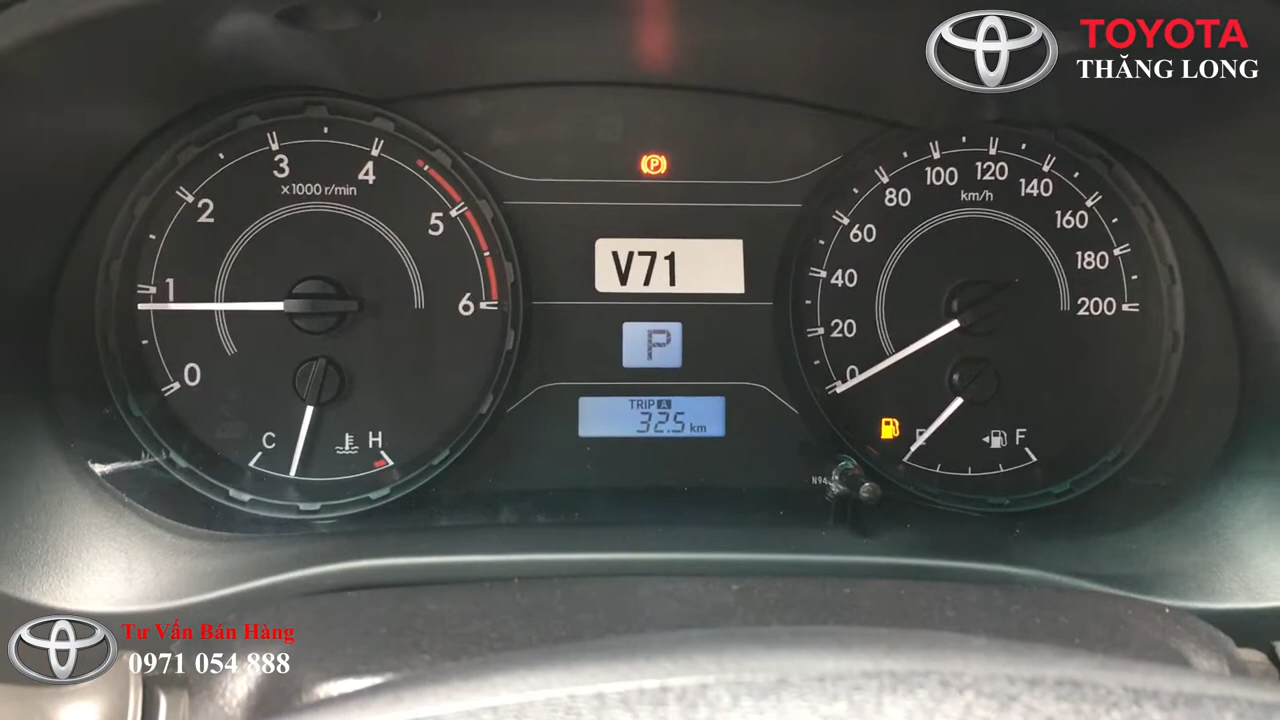 TOYOTA
THĂNG LONG
0
1
2
3
4
5
6
x1000 r/min
C
H
P
V71
P
TRIP A
32.5 km
0
20
40
60
80
100
120
140
160
180
200
km/h
E
F
N94
Tư Vấn Bán Hàng
0971 054 888